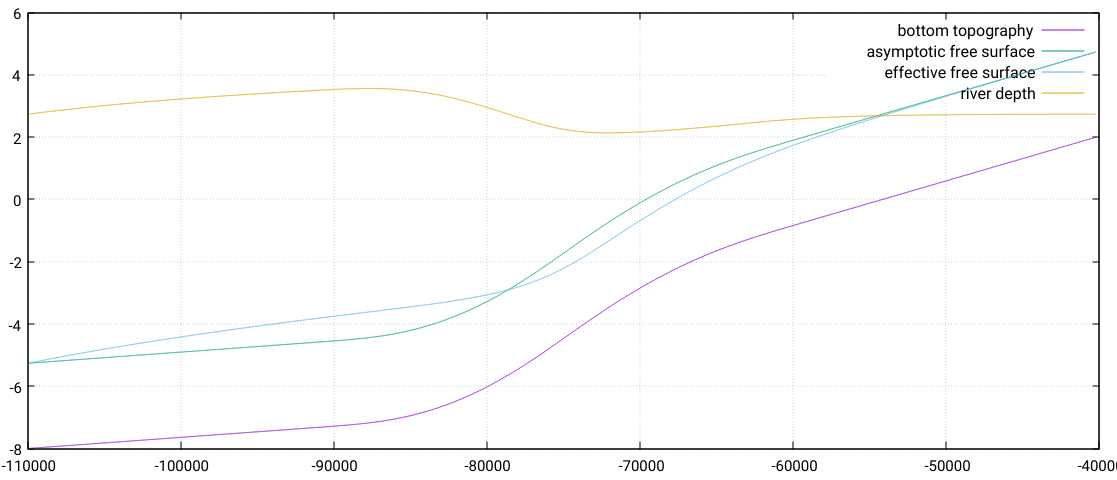 6
4
2
0
-2
-4
-6
-8
bottom topography
asymptotic free surface
effective free surface
river depth
-110000 -100000 -90000 -80000 -70000 -60000 -50000 -4000